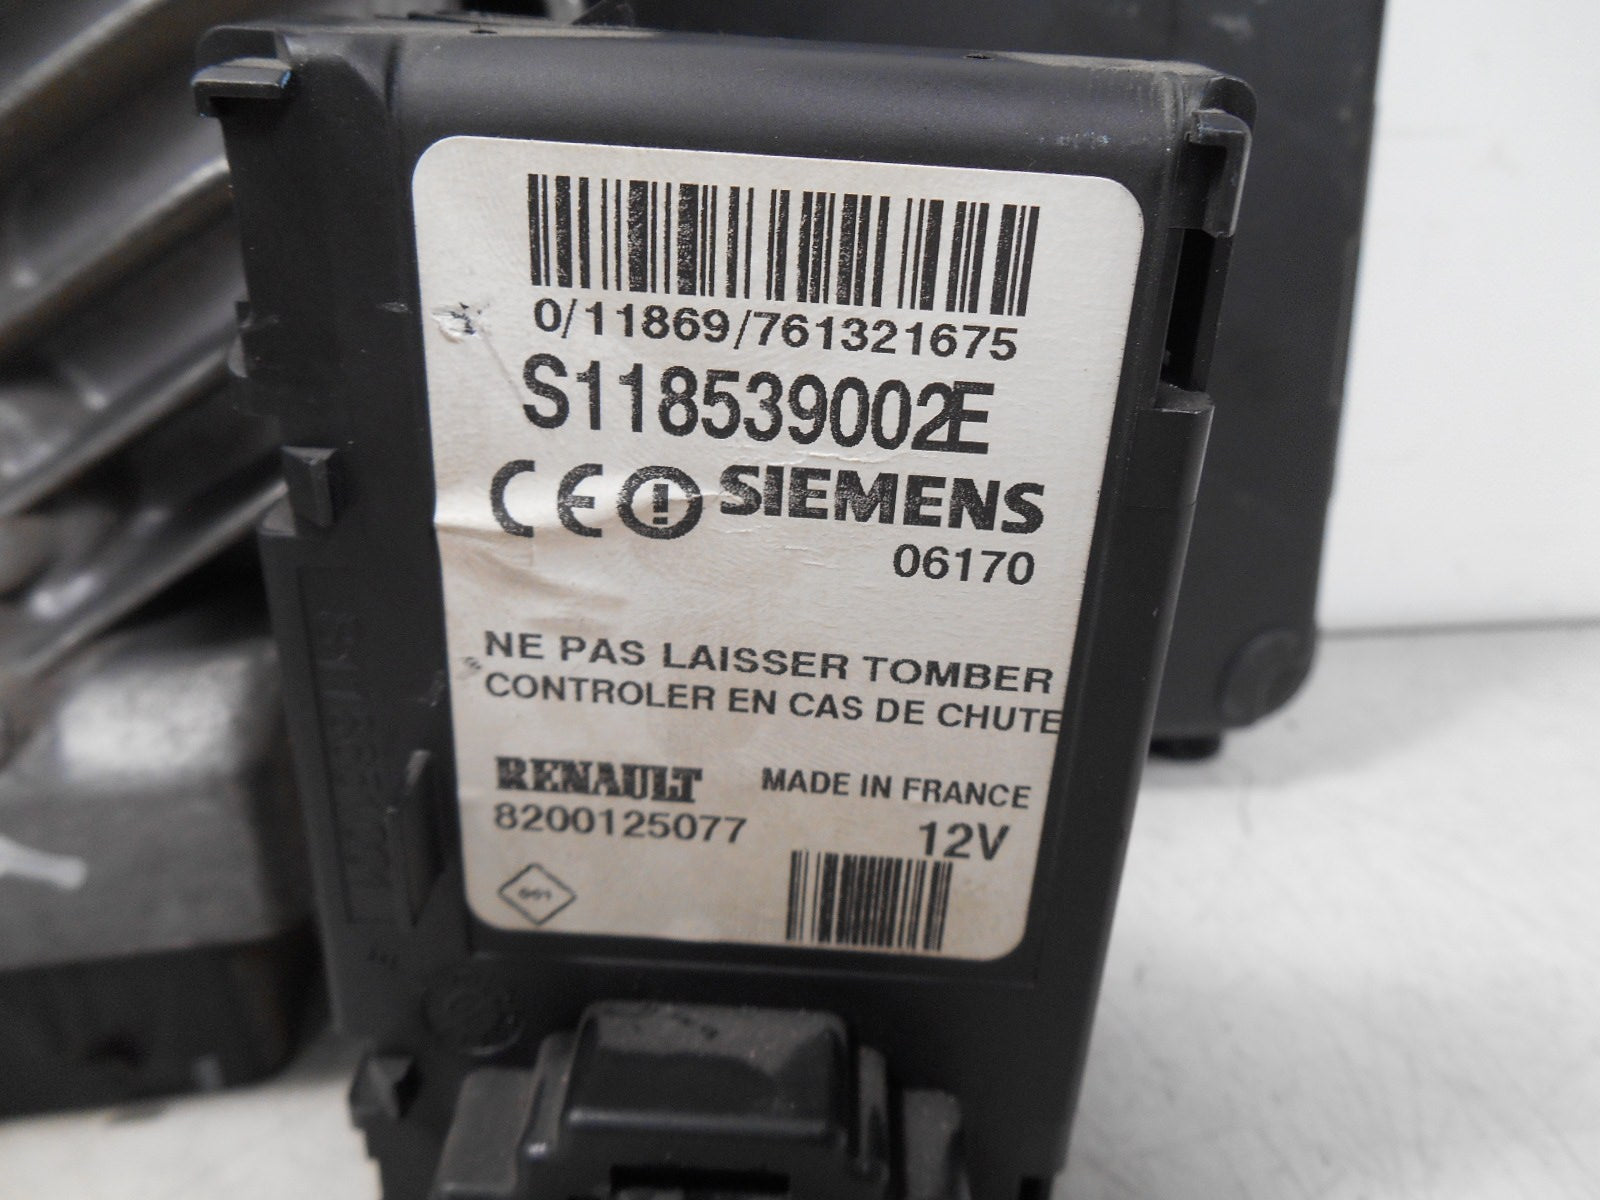 0/11869/761321675
S118539002E
CE SIEMENS
06170
NE PAS LAISSER TOMBER
CONTROLER EN CAS DE CHUTE
RENAULT MADE IN FRANCE
8200125077 12V